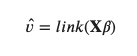 v̂ = link(Xβ)